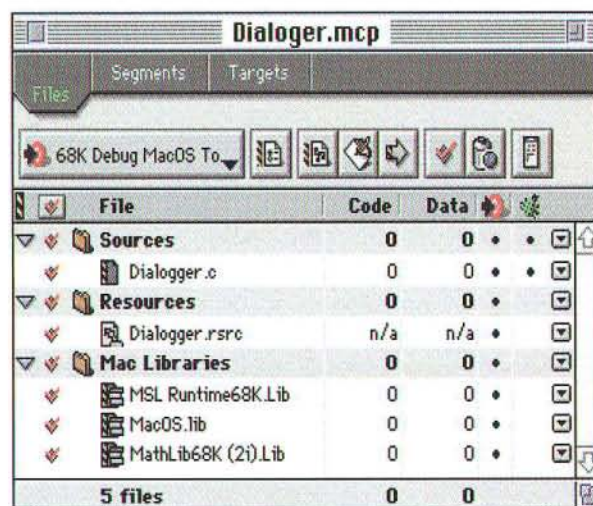 Dialoger.mcp
Files Segments Targets
68K Debug MacOS To...
File Code Data
Sources 0 0
Dialogger.c 0 0
Resources 0 0
Dialogger.rsrc n/a n/a
Mac Libraries 0 0
MSL Runtime68K.Lib 0 0
MacOS.lib 0 0
MathLib68K (2i).Lib 0 0
5 files 0 0